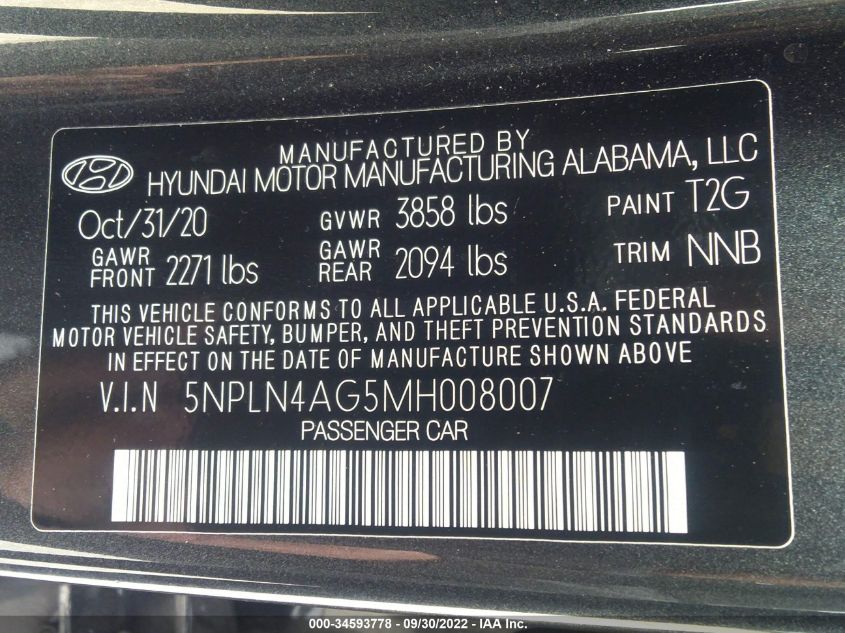 MANUFACTURED BY
HYUNDAI MOTOR MANUFACTURING ALABAMA, LLC
Oct/31/20 GVWR 3858 lbs PAINT T2G
GAWR FRONT 2271 lbs GAWR REAR 2094 lbs TRIM NNB
THIS VEHICLE CONFORMS TO ALL APPLICABLE U.S.A. FEDERAL
MOTOR VEHICLE SAFETY, BUMPER, AND THEFT PREVENTION STANDARDS
IN EFFECT ON THE DATE OF MANUFACTURE SHOWN ABOVE
V.I.N 5NPLN4AG5MH008007
PASSENGER CAR
000-34593778 - 09/30/2022 - IAA Inc.